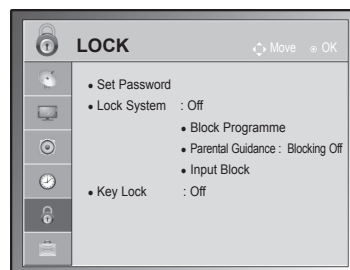 LOCK
Move OK
• Set Password
• Lock System : Off
• Block Programme
• Parental Guidance : Blocking Off
• Input Block
• Key Lock : Off